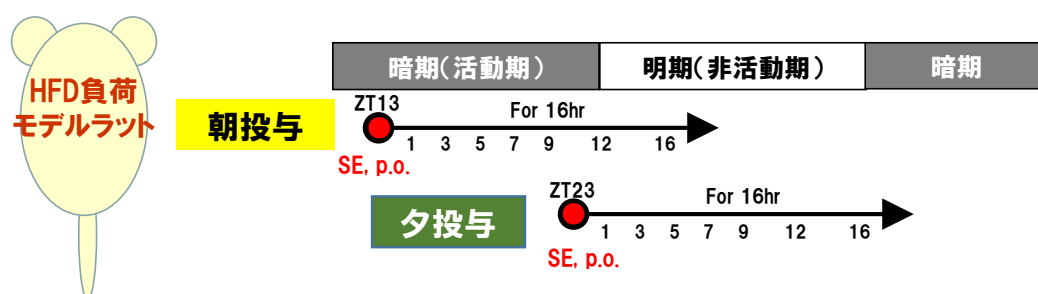 HFD負荷
モデルラット
暗期(活動期) 明期(非活動期) 暗期
朝投与
ZT13
For 16hr
1 3 5 7 9 12 16
SE, p.o.
夕投与
ZT23
For 16hr
1 3 5 7 9 12 16
SE, p.o.